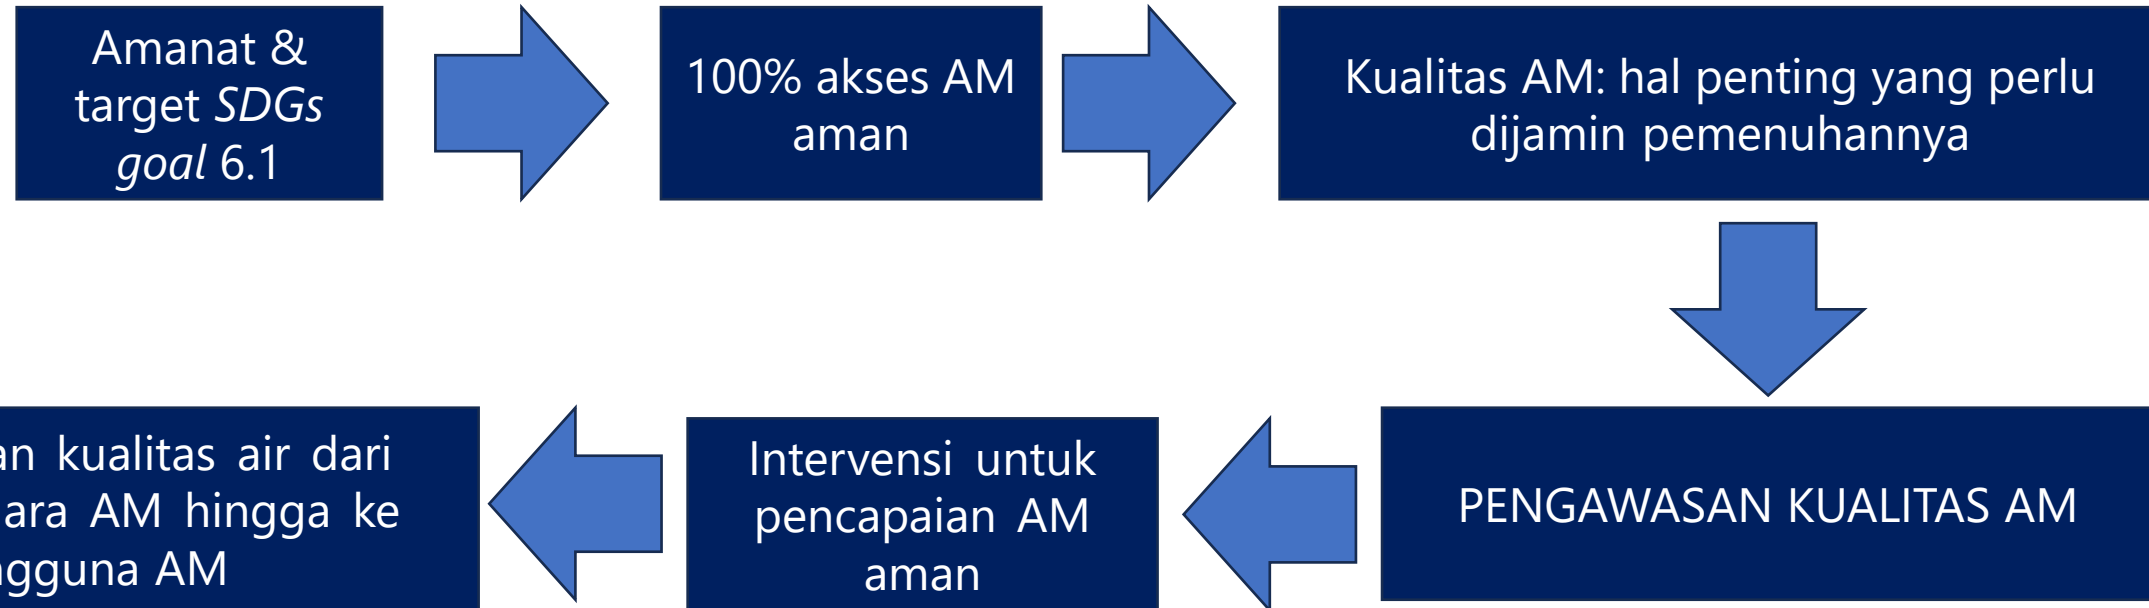 Amanat &
target SDGs
goal 6.1
100% akses AM
aman
Kualitas AM: hal penting yang perlu
dijamin pemenuhannya
PENGAWASAN KUALITAS AM
Intervensi untuk
pencapaian AM
aman
kualitas air dari
AM hingga ke
AM